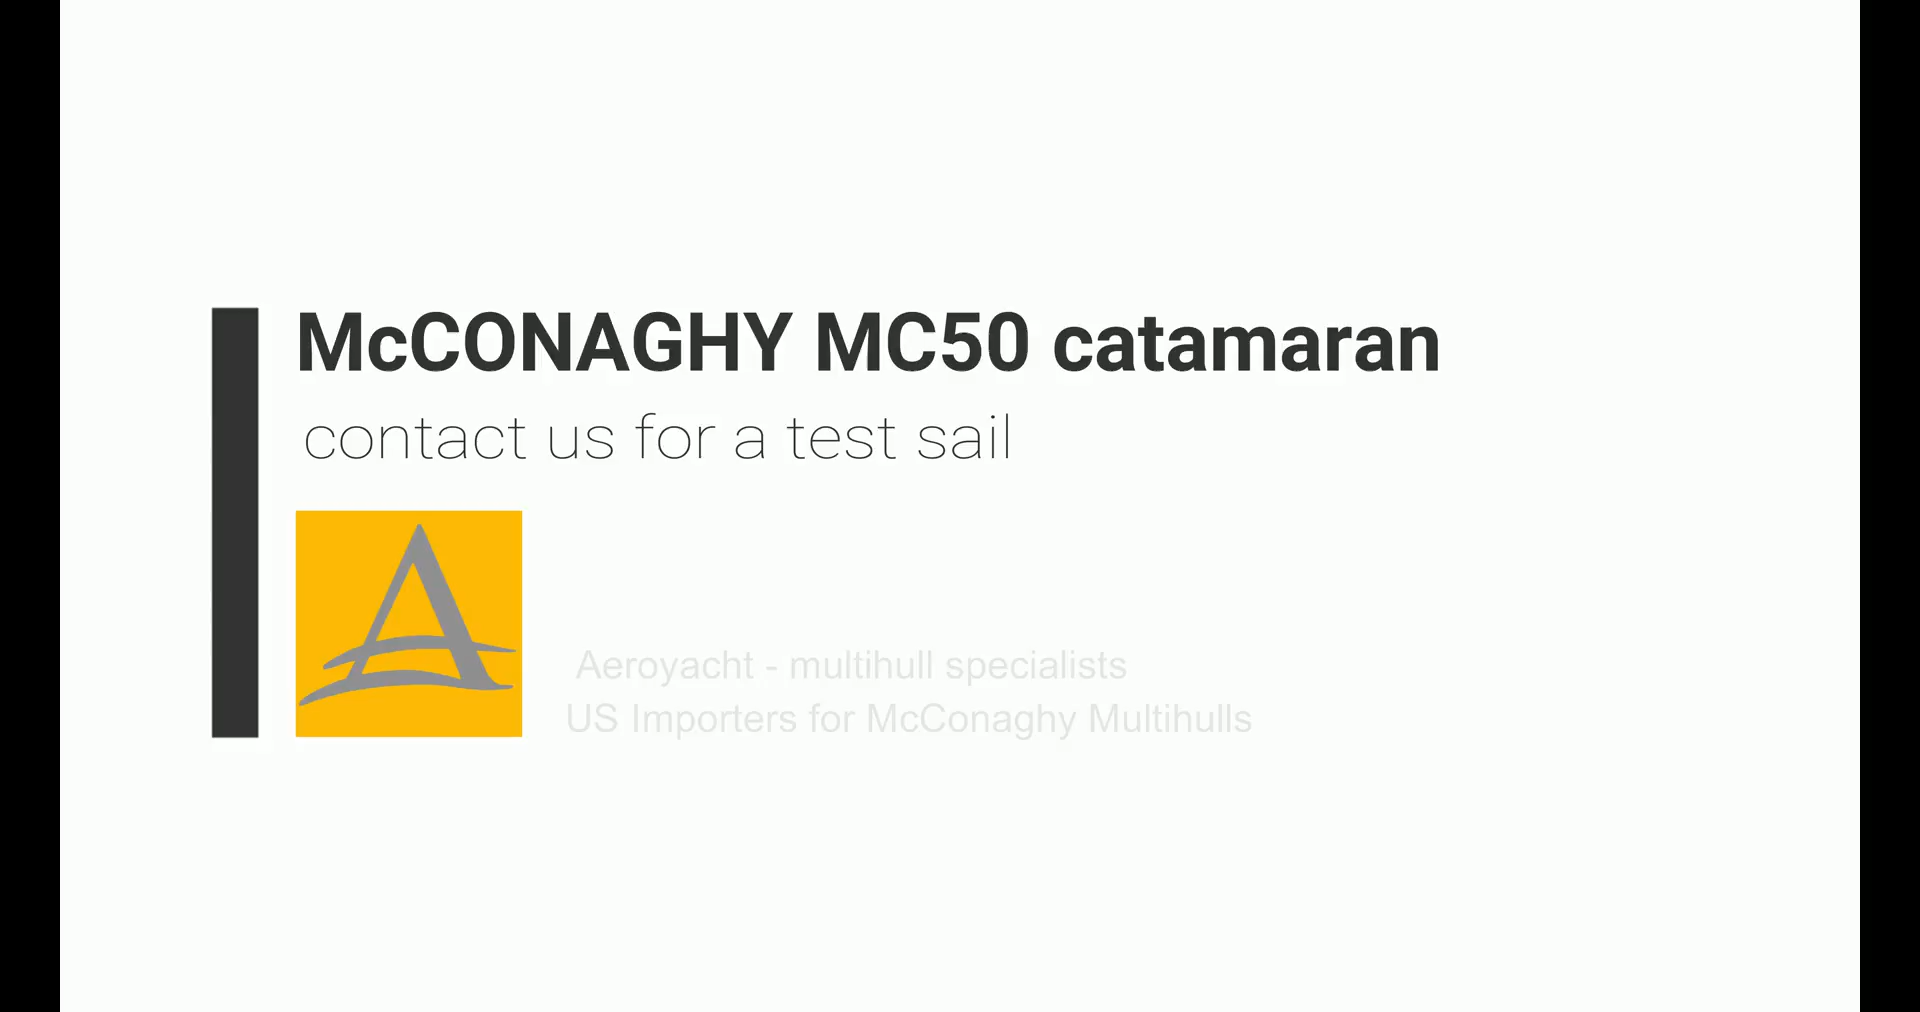 McCONAGHY MC50 catamaran
contact us for a test sail
A
Aeroyacht - multihull specialists
US Importers for McConaghy Multihulls